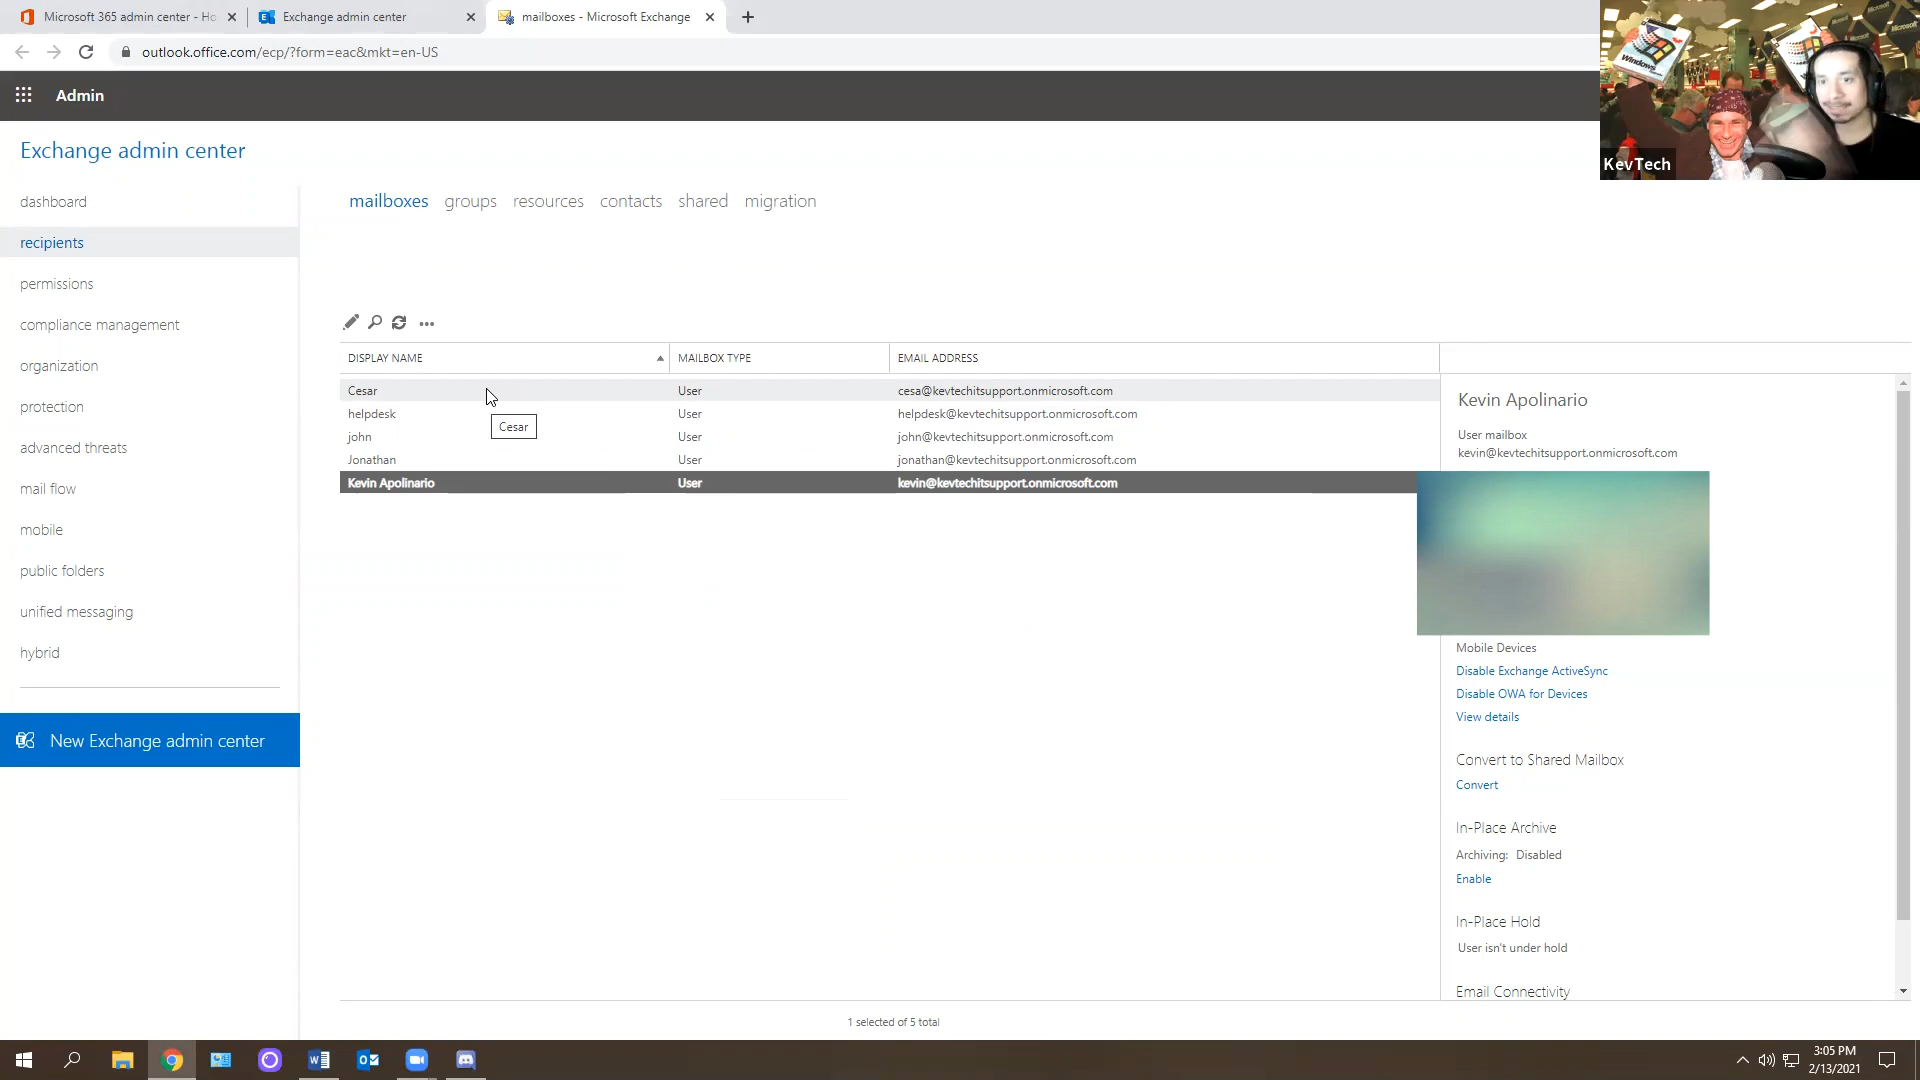 Microsoft 365 admin center - Ho
Exchange admin center
mailboxes - Microsoft Exchange
outlook.office.com/ecp/?form=eac&mkt=en-US
Admin
Windows
KevTech
Exchange admin center
dashboard
recipients
permissions
compliance management
organization
protection
advanced threats
mail flow
mobile
public folders
unified messaging
hybrid
New Exchange admin center
mailboxes groups resources contacts shared migration
DISPLAY NAME MAILBOX TYPE EMAIL ADDRESS
Cesar User cesa@kevtechitsupport.onmicrosoft.com
helpdesk User helpdesk@kevtechitsupport.onmicrosoft.com
Cesar
john User john@kevtechitsupport.onmicrosoft.com
Jonathan User jonathan@kevtechitsupport.onmicrosoft.com
Kevin Apolinario User kevin@kevtechitsupport.onmicrosoft.com
Kevin Apolinario
User mailbox
kevin@kevtechitsupport.onmicrosoft.com
Mobile Devices
Disable Exchange ActiveSync
Disable OWA for Devices
View details
Convert to Shared Mailbox
Convert
In-Place Archive
Archiving: Disabled
Enable
In-Place Hold
User isn't under hold
Email Connectivity
1 selected of 5 total
3:05 PM
2/13/2021